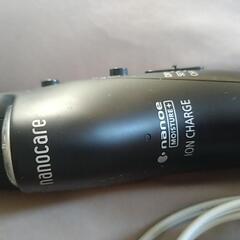 nanocare
nanoe
MOISTURE+
ION CHARGE